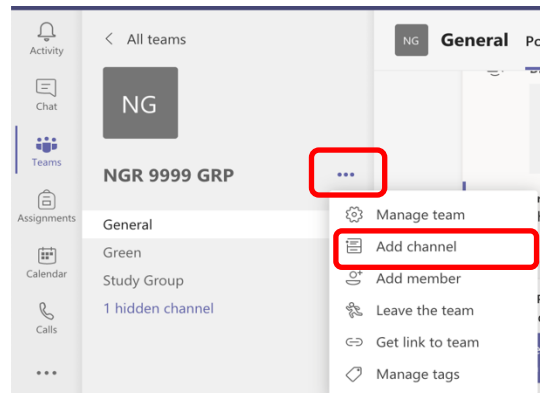 Activity
Chat
Teams
Assignments
Calendar
Calls
All teams
NG
NGR 9999 GRP
General
Green
Study Group
1 hidden channel
NG General
Manage team
Add channel
Add member
Leave the team
Get link to team
Manage tags